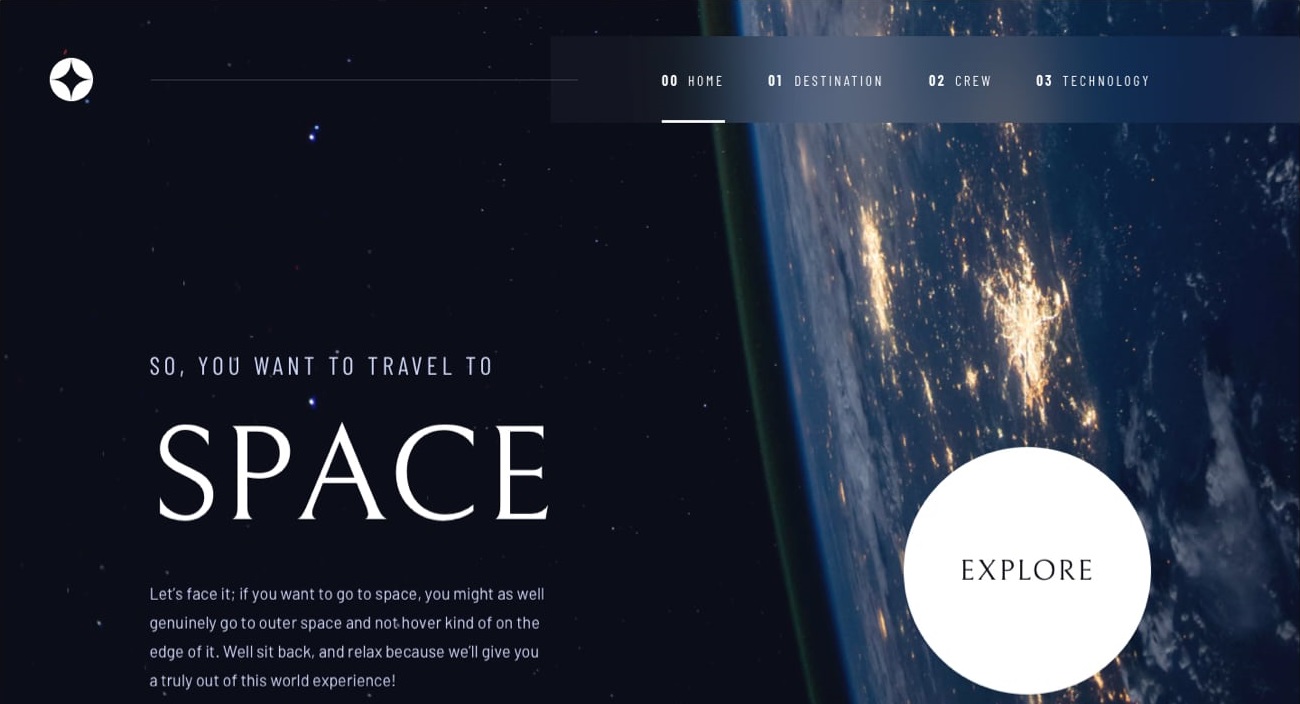 00 HOME 01 DESTINATION 02 CREW 03 TECHNOLOGY
SO, YOU WANT TO TRAVEL TO
SPACE
Let's face it; if you want to go to space, you might as well
genuinely go to outer space and not hover kind of on the
edge of it. Well sit back, and relax because we'll give you
a truly out of this world experience!
EXPLORE